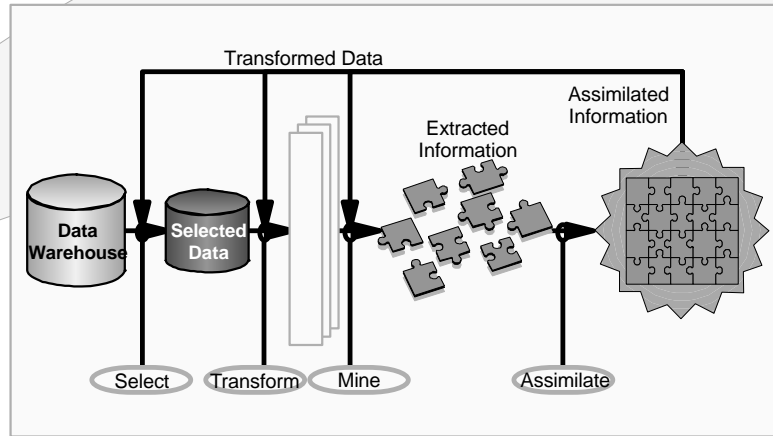 Transformed Data
Assimilated
Information
Extracted
Information
Data
Warehouse
Selected
Data
Select
Transform
Mine
Assimilate